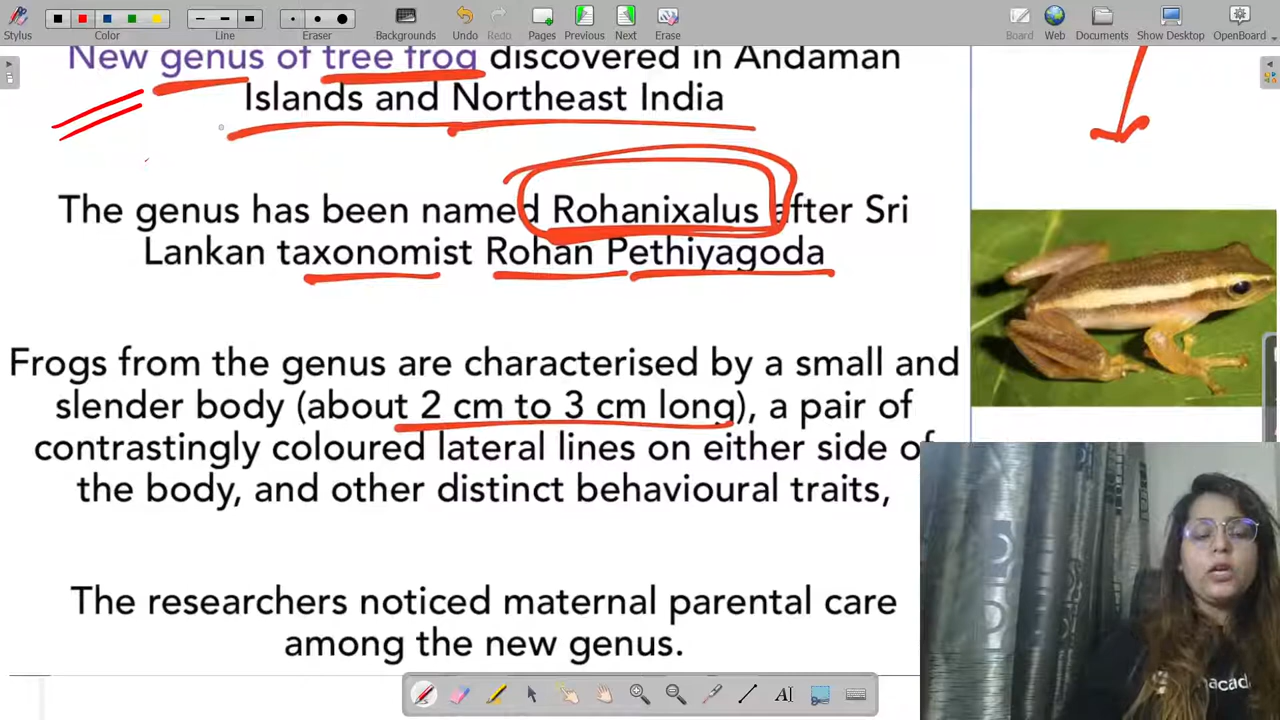 Stylus
Color
Line
Eraser
Backgrounds
Undo
Redo
Pages
Previous
Next
Erase
Board
Web
Documents
Show Desktop
OpenBoard
New genus of tree frog discovered in Andaman
Islands and Northeast India
The genus has been named Rohanixalus after Sri
Lankan taxonomist Rohan Pethiyagoda
Frogs from the genus are characterised by a small and
slender body (about 2 cm to 3 cm long), a pair of
contrastingly coloured lateral lines on either side of
the body, and other distinct behavioural traits,
The researchers noticed maternal parental care
among the new genus.